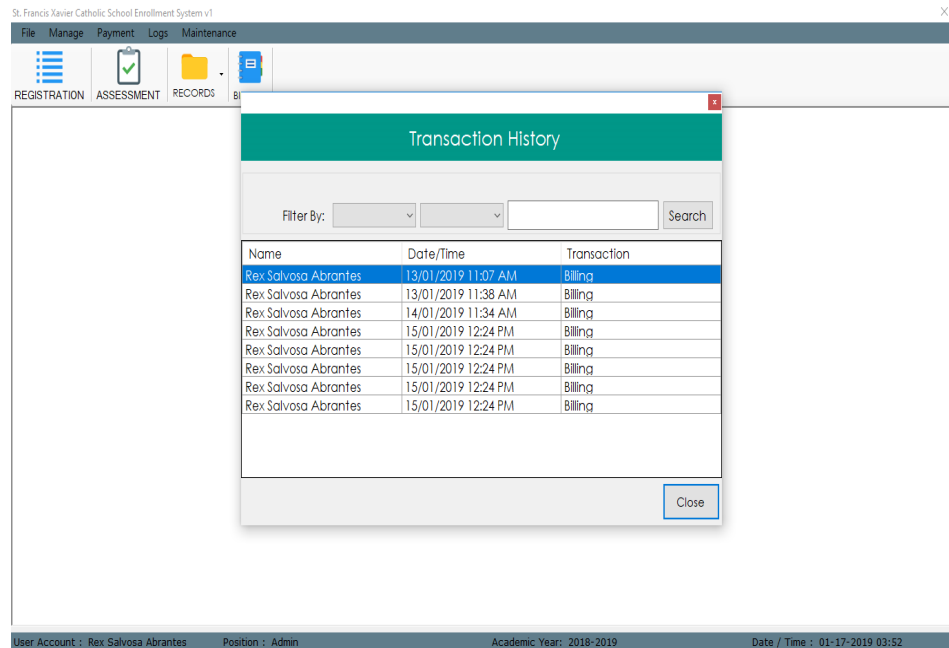 St. Francis Xavier Catholic School Enrollment System v1
File Manage Payment Logs Maintenance
REGISTRATION ASSESSMENT RECORDS
Transaction History
Filter By: Search
Name Date/Time Transaction
Rex Salvosa Abrantes 13/01/2019 11:07 AM Billing
Rex Salvosa Abrantes 13/01/2019 11:38 AM Billing
Rex Salvosa Abrantes 14/01/2019 11:34 AM Billing
Rex Salvosa Abrantes 15/01/2019 12:24 PM Billing
Rex Salvosa Abrantes 15/01/2019 12:24 PM Billing
Rex Salvosa Abrantes 15/01/2019 12:24 PM Billing
Rex Salvosa Abrantes 15/01/2019 12:24 PM Billing
Rex Salvosa Abrantes 15/01/2019 12:24 PM Billing
Close
User Account : Rex Salvosa Abrantes Position : Admin Academic Year: 2018-2019 Date / Time : 01-17-2019 03:52